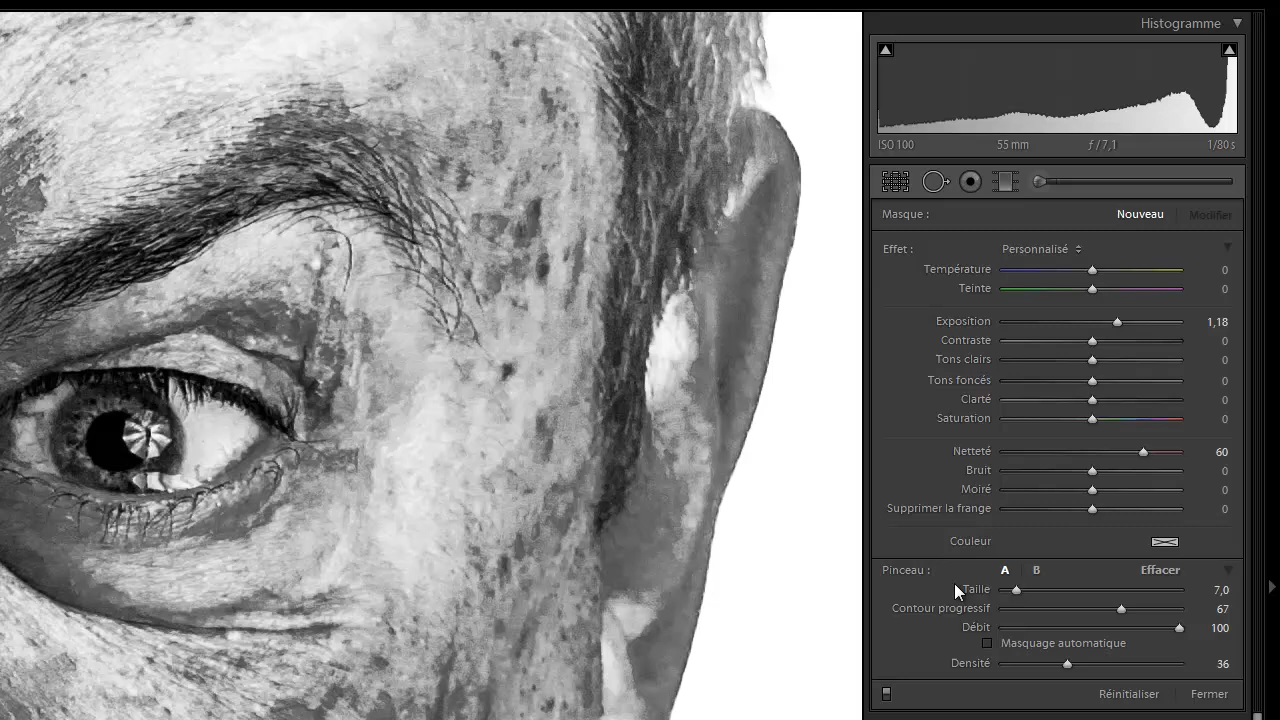 Histogramme
ISO 100 55 mm ƒ / 7,1 1/80 s
Masque : Nouveau Modifier
Effet : Personnalisé
Température 0
Teinte 0
Exposition 1,18
Contraste 0
Tons clairs 0
Tons foncés 0
Clarté 0
Saturation 0
Netteté 60
Bruit 0
Moiré 0
Supprimer la frange 0
Couleur
Pinceau : A B Effacer
Taille 7,0
Contour progressif 67
Débit 100
Masquage automatique
Densité 36
Réinitialiser Fermer